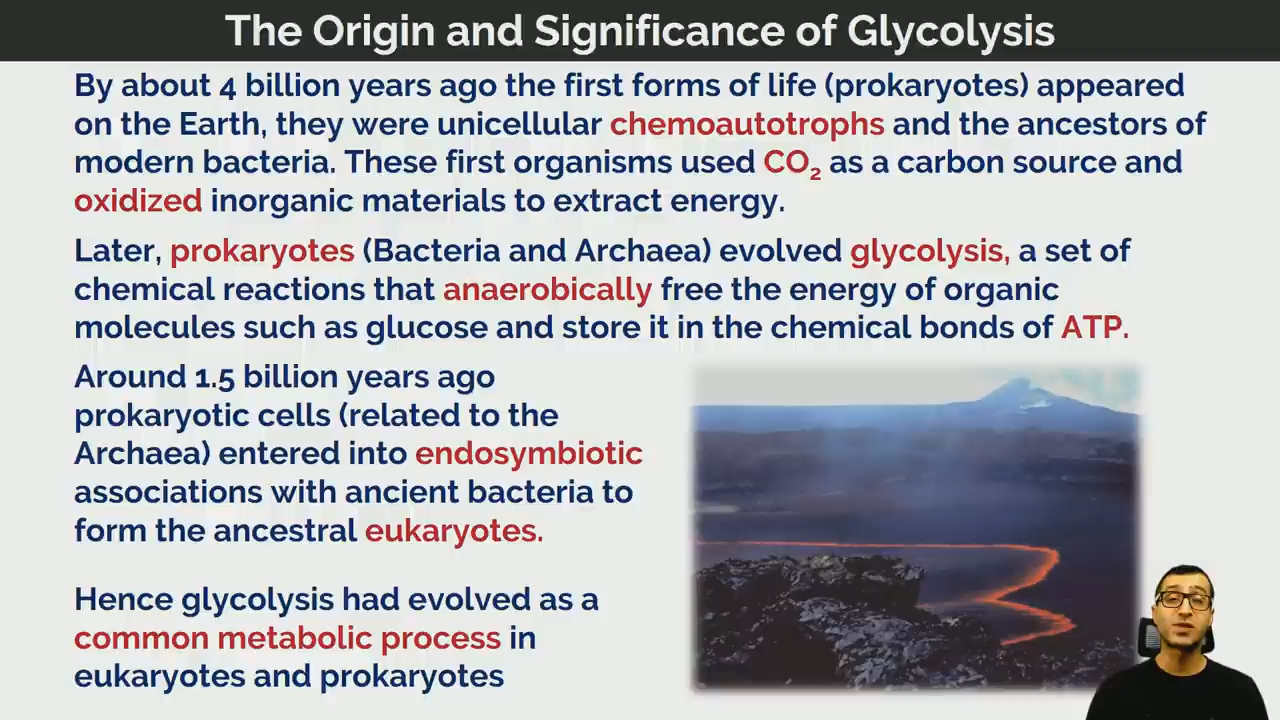 The Origin and Significance of Glycolysis
By about 4 billion years ago the first forms of life (prokaryotes) appeared
on the Earth, they were unicellular chemoautotrophs and the ancestors of
modern bacteria. These first organisms used CO₂ as a carbon source and
oxidized inorganic materials to extract energy.
Later, prokaryotes (Bacteria and Archaea) evolved glycolysis, a set of
chemical reactions that anaerobically free the energy of organic
molecules such as glucose and store it in the chemical bonds of ATP.
Around 1.5 billion years ago
prokaryotic cells (related to the
Archaea) entered into endosymbiotic
associations with ancient bacteria to
form the ancestral eukaryotes.
Hence glycolysis had evolved as a
common metabolic process in
eukaryotes and prokaryotes